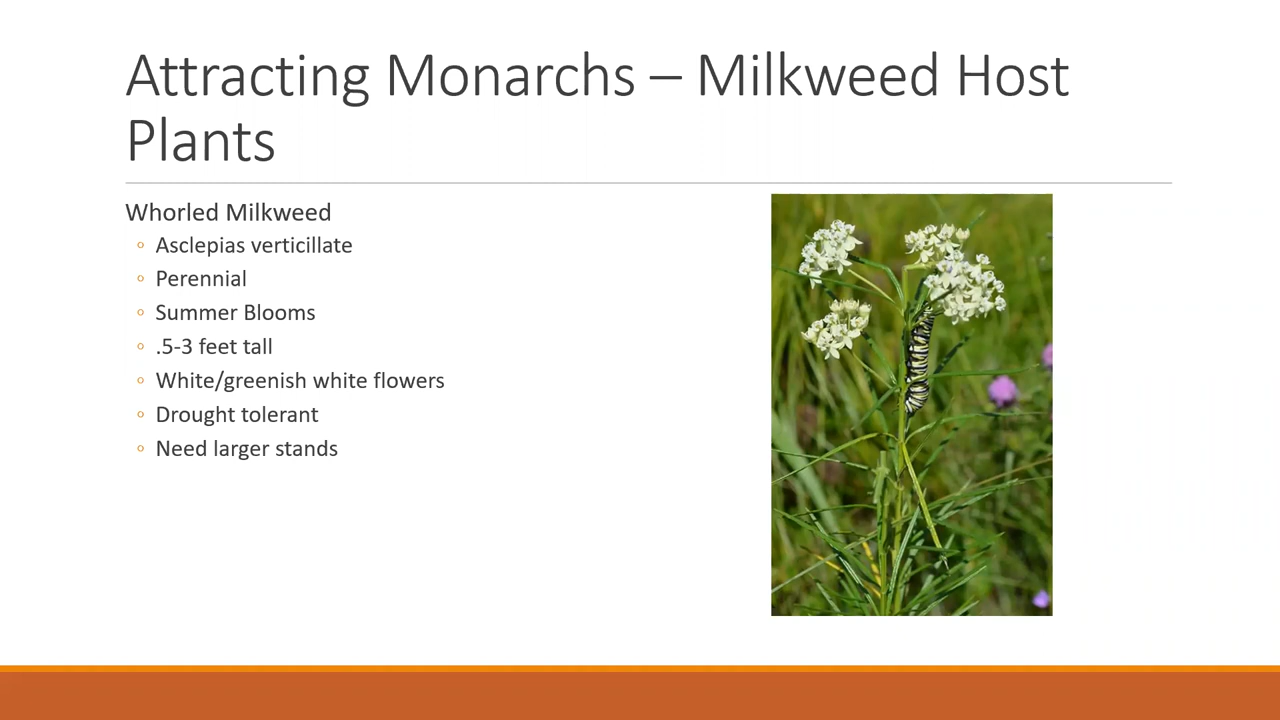 Attracting Monarchs – Milkweed Host
Plants
Whorled Milkweed
◦ Asclepias verticillate
◦ Perennial
◦ Summer Blooms
◦ .5-3 feet tall
◦ White/greenish white flowers
◦ Drought tolerant
◦ Need larger stands